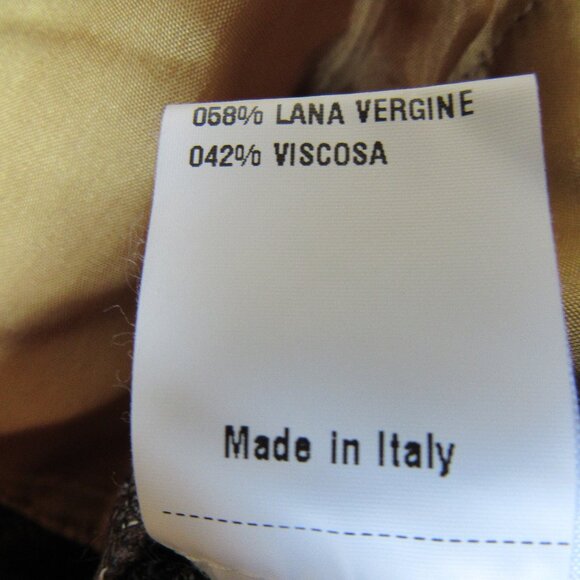 058% LANA VERGINE
042% VISCOSA
Made in Italy